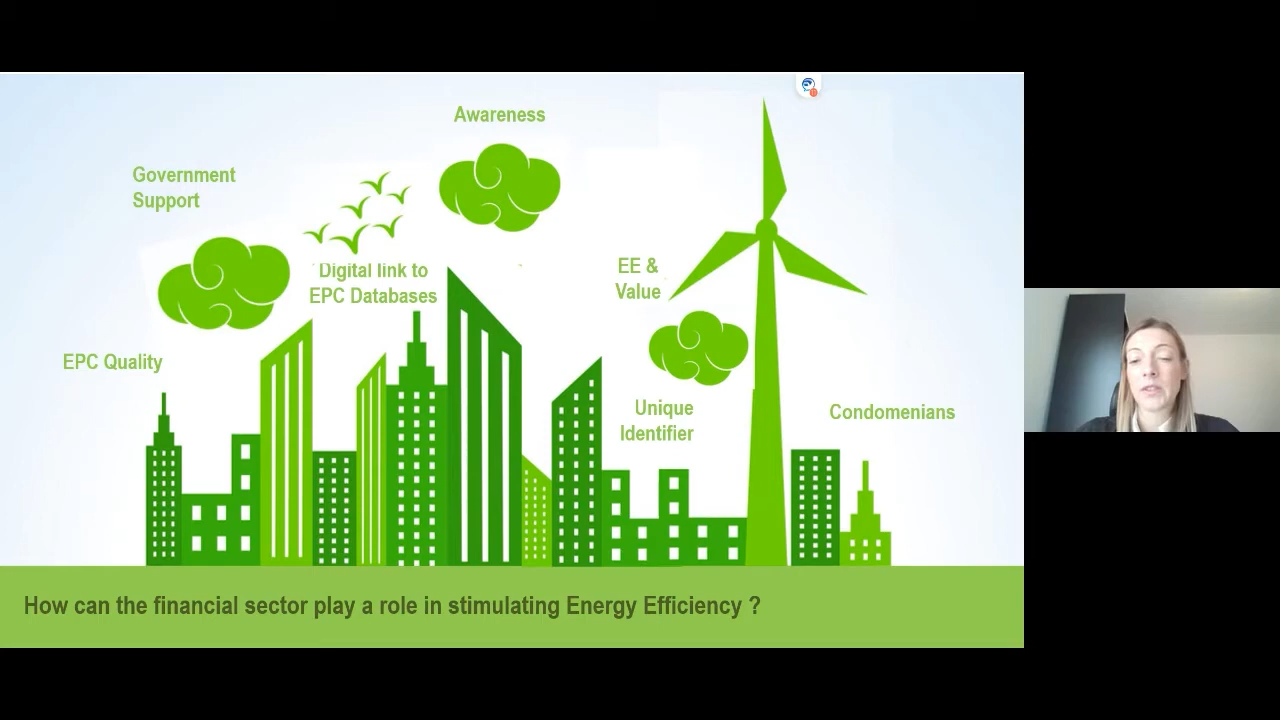 Awareness
Government
Support
Digital link to
EPC Databases
EE &
Value
EPC Quality
Unique
Identifier
Condomenians
How can the financial sector play a role in stimulating Energy Efficiency ?